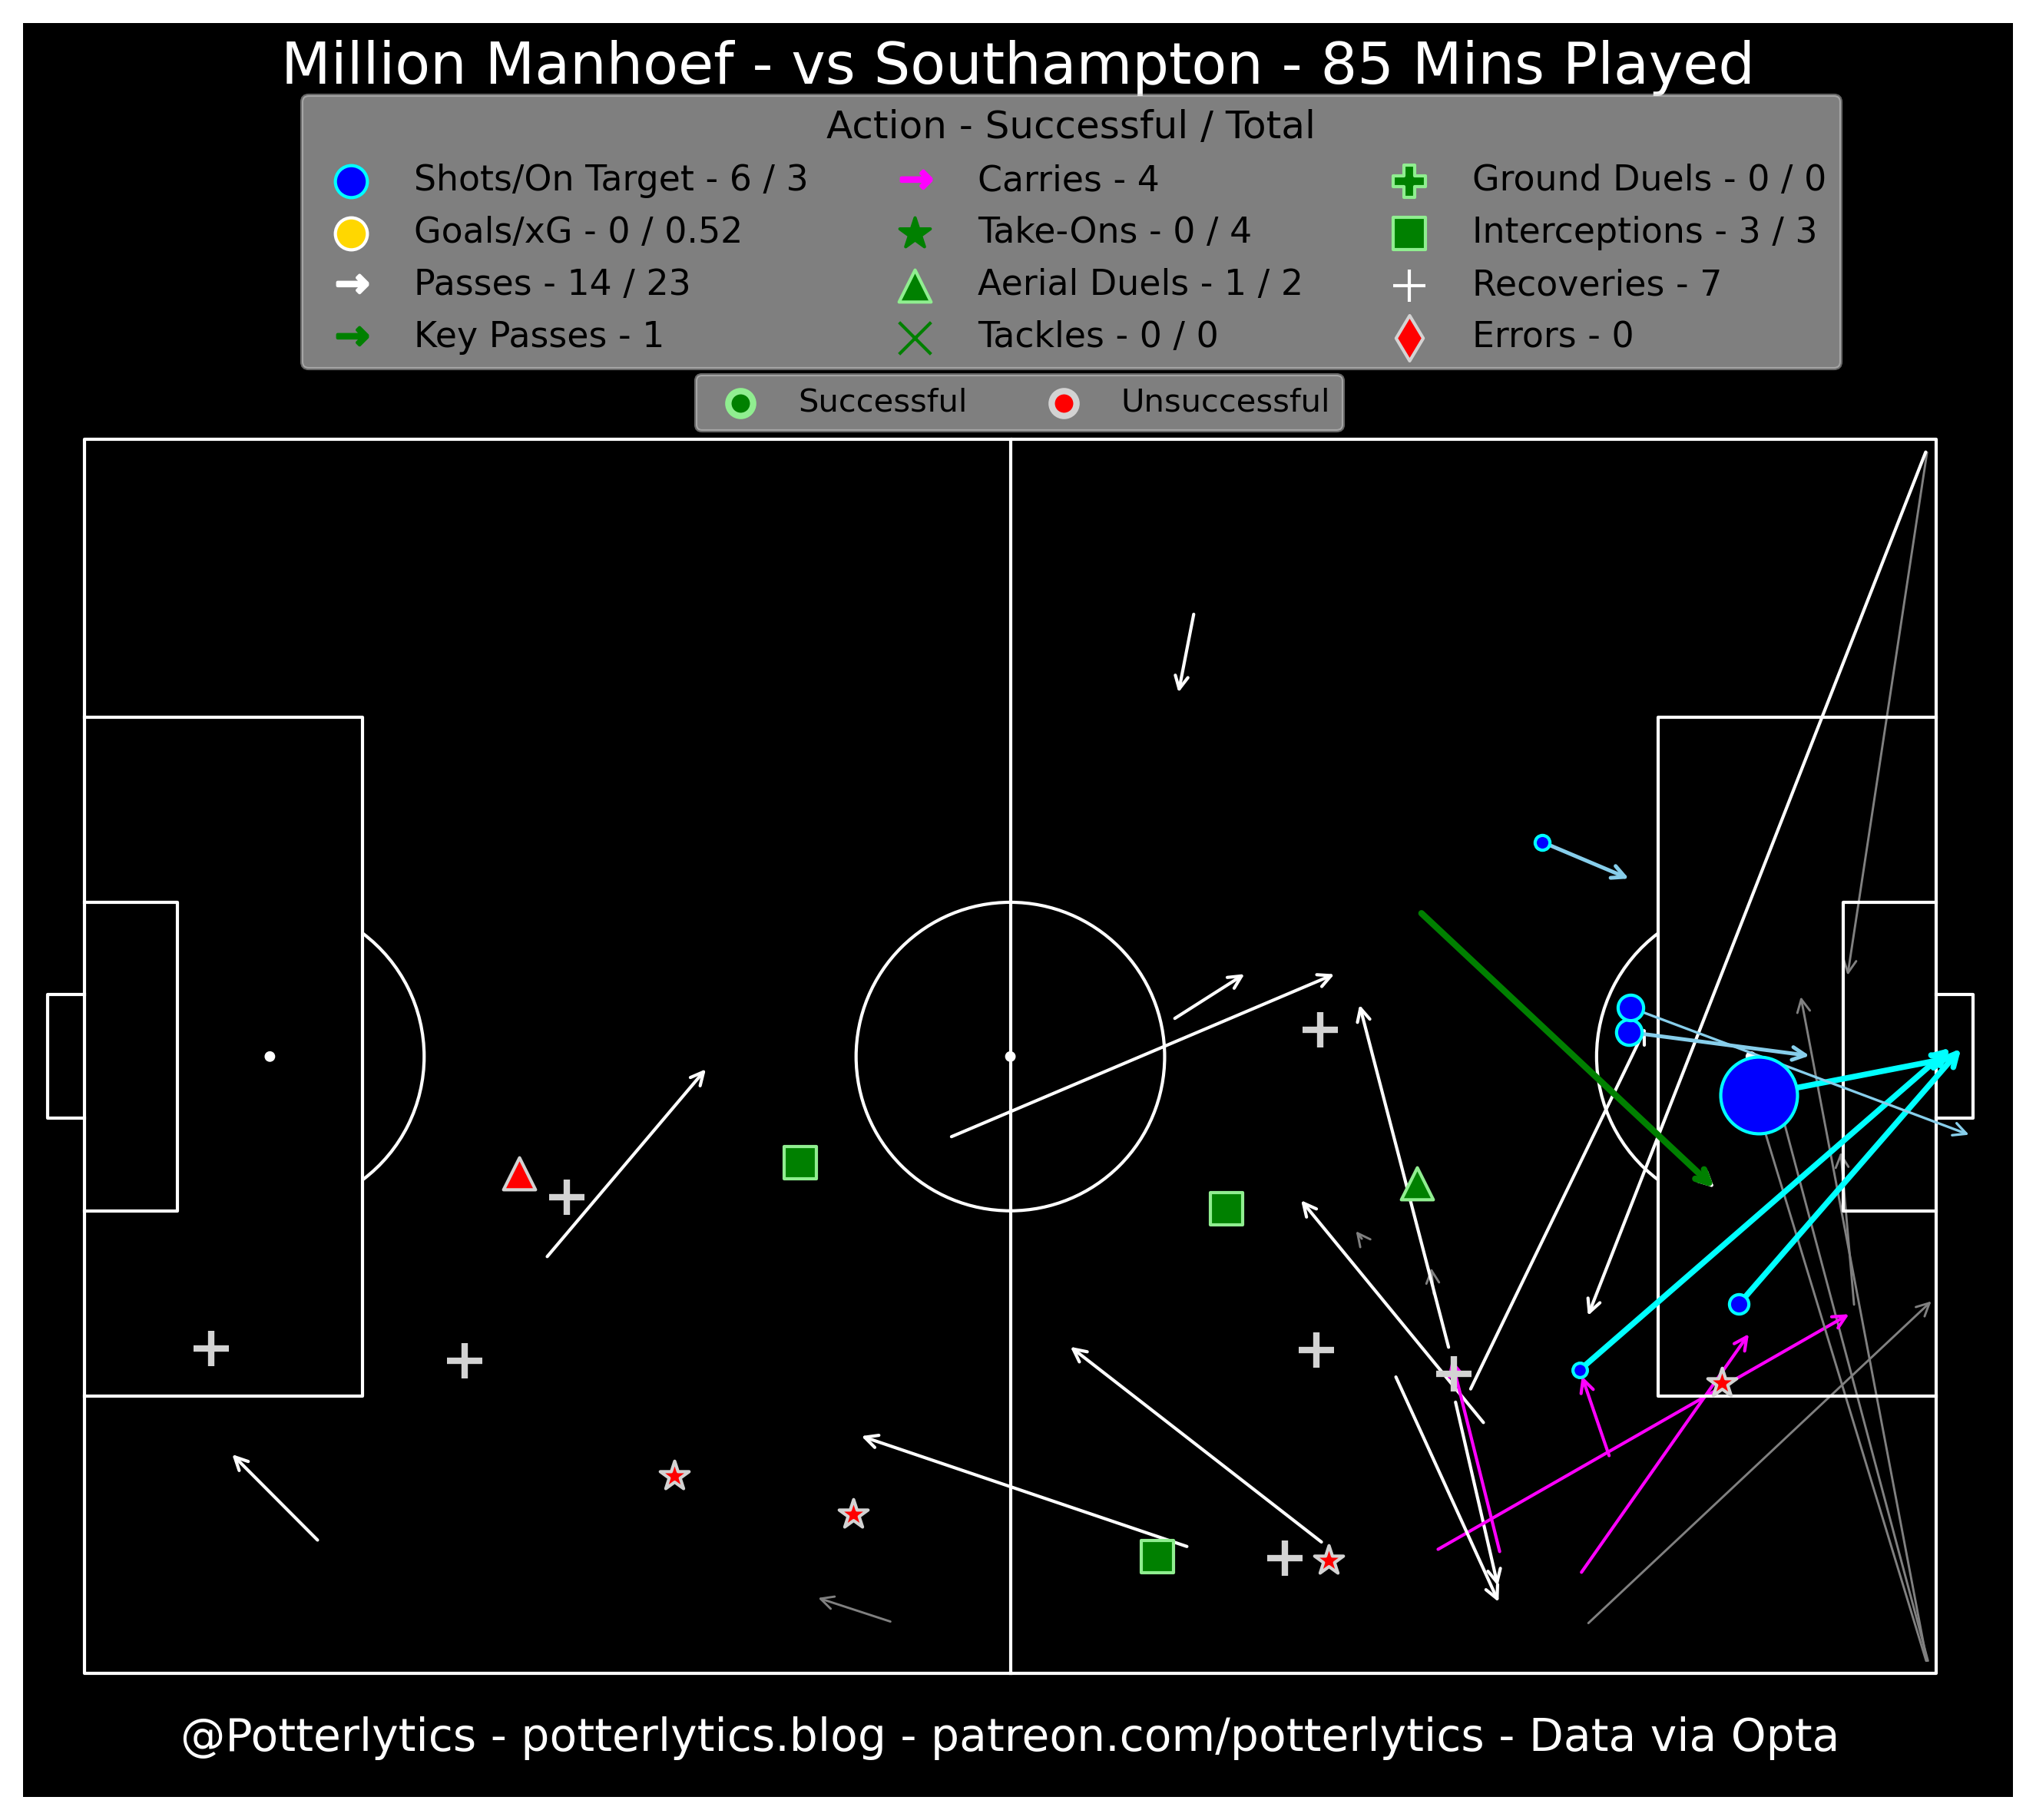 Million Manhoef - vs Southampton - 85 Mins Played
Action - Successful / Total
Shots/On Target - 6 / 3
Goals/xG - 0 / 0.52
Passes - 14 / 23
Key Passes - 1
Carries - 4
Take-Ons - 0 / 4
Aerial Duels - 1 / 2
Tackles - 0 / 0
Ground Duels - 0 / 0
Interceptions - 3 / 3
Recoveries - 7
Errors - 0
Successful
Unsuccessful
@Potterlytics - potterlytics.blog - patreon.com/potterlytics - Data via Opta